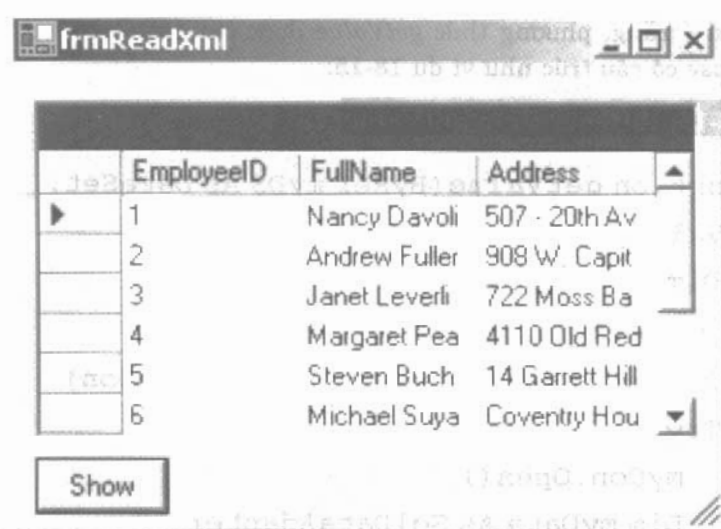 frmReadXml
EmployeeID FullName Address
1 Nancy Davoli 507 - 20th Av
2 Andrew Fuller 908 W. Capit
3 Janet Leverli 722 Moss Ba
4 Margaret Pea 4110 Old Red
5 Steven Buch 14 Garrett Hill
6 Michael Suya Coventry Hou
Show